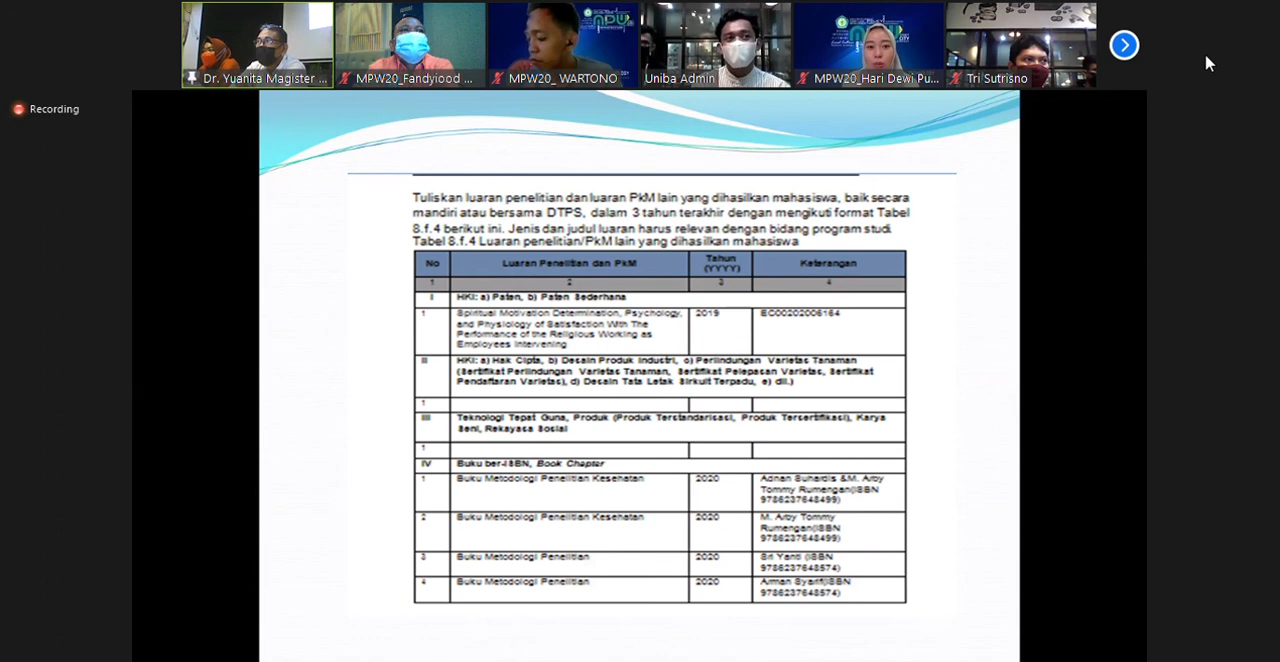 Dr. Yuanita Magister ...
MPW20_Fandyiood ...
MPW20_ WARTONO
Uniba Admin
MPW20_Hari Dewi Pu...
Tri Sutrisno
Recording
Tuliskan luaran penelitian dan luaran PkM lain yang dihasilkan mahasiswa, baik secara
mandiri atau bersama DTPS, dalam 3 tahun terakhir dengan mengikuti format Tabel
8.f.4 berikut ini. Jenis dan judul luaran harus relevan dengan bidang program studi.
Tabel 8.f.4 Luaran penelitian/PkM lain yang dihasilkan mahasiswa
No Luaran Penelitian dan PkM Tahun (YYYY) Keterangan
1 2 3 4
I HKI: a) Paten, b) Paten Sederhana
1 Spiritual Motivation Determination, Psychology, 2019 EC00202006164
and Physiology of Satisfaction With The
Performance of the Religious Working as
Employees Intervening
II HKI: a) Hak Cipta, b) Desain Produk Industri, c) Perlindungan Varietas Tanaman
(Sertifikat Perlindungan Varietas Tanaman, Sertifikat Pelepasan Varietas, Sertifikat
Pendaftaran Varietas), d) Desain Tata Letak Sirkuit Terpadu, e) dll.)
1
III Teknologi Tepat Guna, Produk (Produk Terstandarisasi, Produk Tersertifikasi), Karya
Seni, Rekayasa Sosial
1
IV Buku ber-ISBN, Book Chapter
1 Buku Metodologi Penelitian Kesehatan 2020 Adnan Suhardis &M. Arby
Tommy Rumengan(ISBN
9786237648499)
2 Buku Metodologi Penelitian Kesehatan 2020 M. Arby Tommy
Rumengan(ISBN
9786237648499)
3 Buku Metodologi Penelitian 2020 Sri Yanti (ISBN
9786237648574)
4 Buku Metodologi Penelitian 2020 Arman Syarif(ISBN
9786237648574)